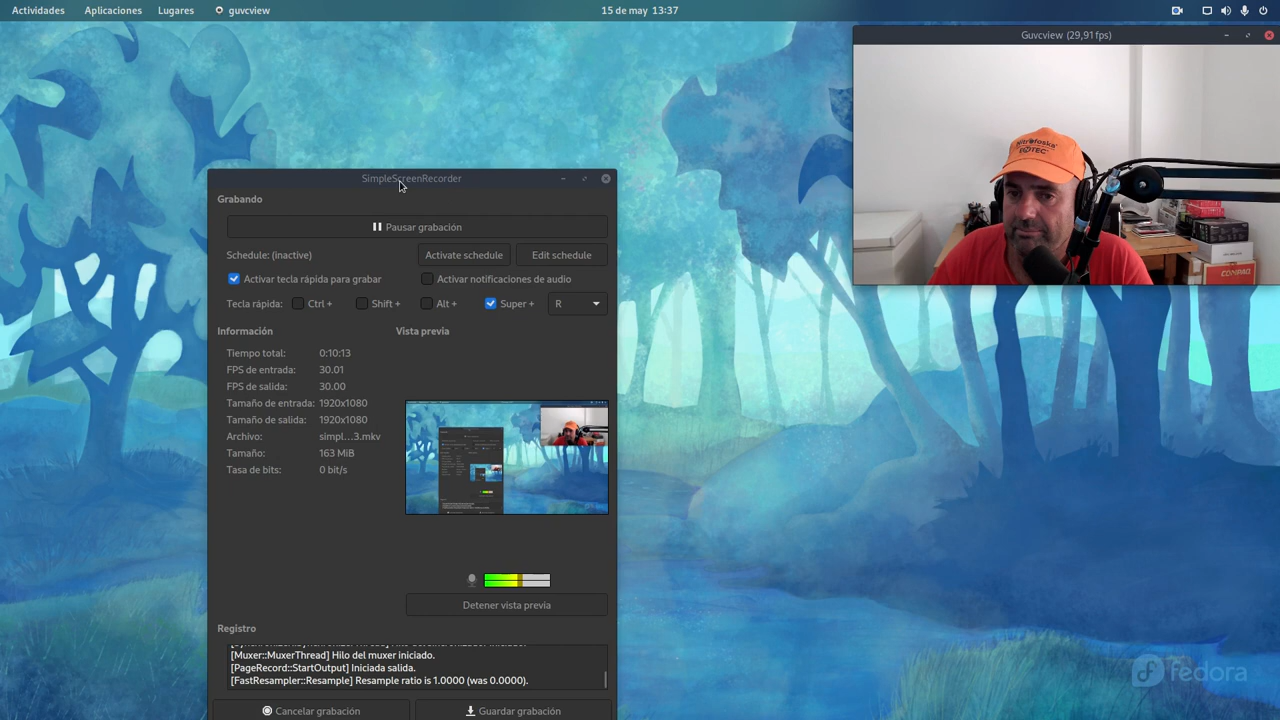 Actividades Aplicaciones Lugares guvcview 15 de may 13:37
Guvcview (29,91 fps)
nitrofoska
SimpleScreenRecorder
Grabando
Pausar grabación
Schedule: (inactive) Activate schedule Edit schedule
Activar tecla rápida para grabar Activar notificaciones de audio
Tecla rápida: Ctrl + Shift + Alt + Super + R
COMPAQ
Información Vista previa
Tiempo total: 0:10:13
FPS de entrada: 30.01
FPS de salida: 30.00
Tamaño de entrada: 1920x1080
Tamaño de salida: 1920x1080
Archivo: simpl...3.mkv
Tamaño: 163 MiB
Tasa de bits: 0 bit/s
Detener vista previa
Registro
[Muxer::MuxerThread] Hilo del muxer iniciado.
[PageRecord::StartOutput] Iniciada salida.
[FastResampler::Resample] Resample ratio is 1.0000 (was 0.0000).
Cancelar grabación Guardar grabación
fedora